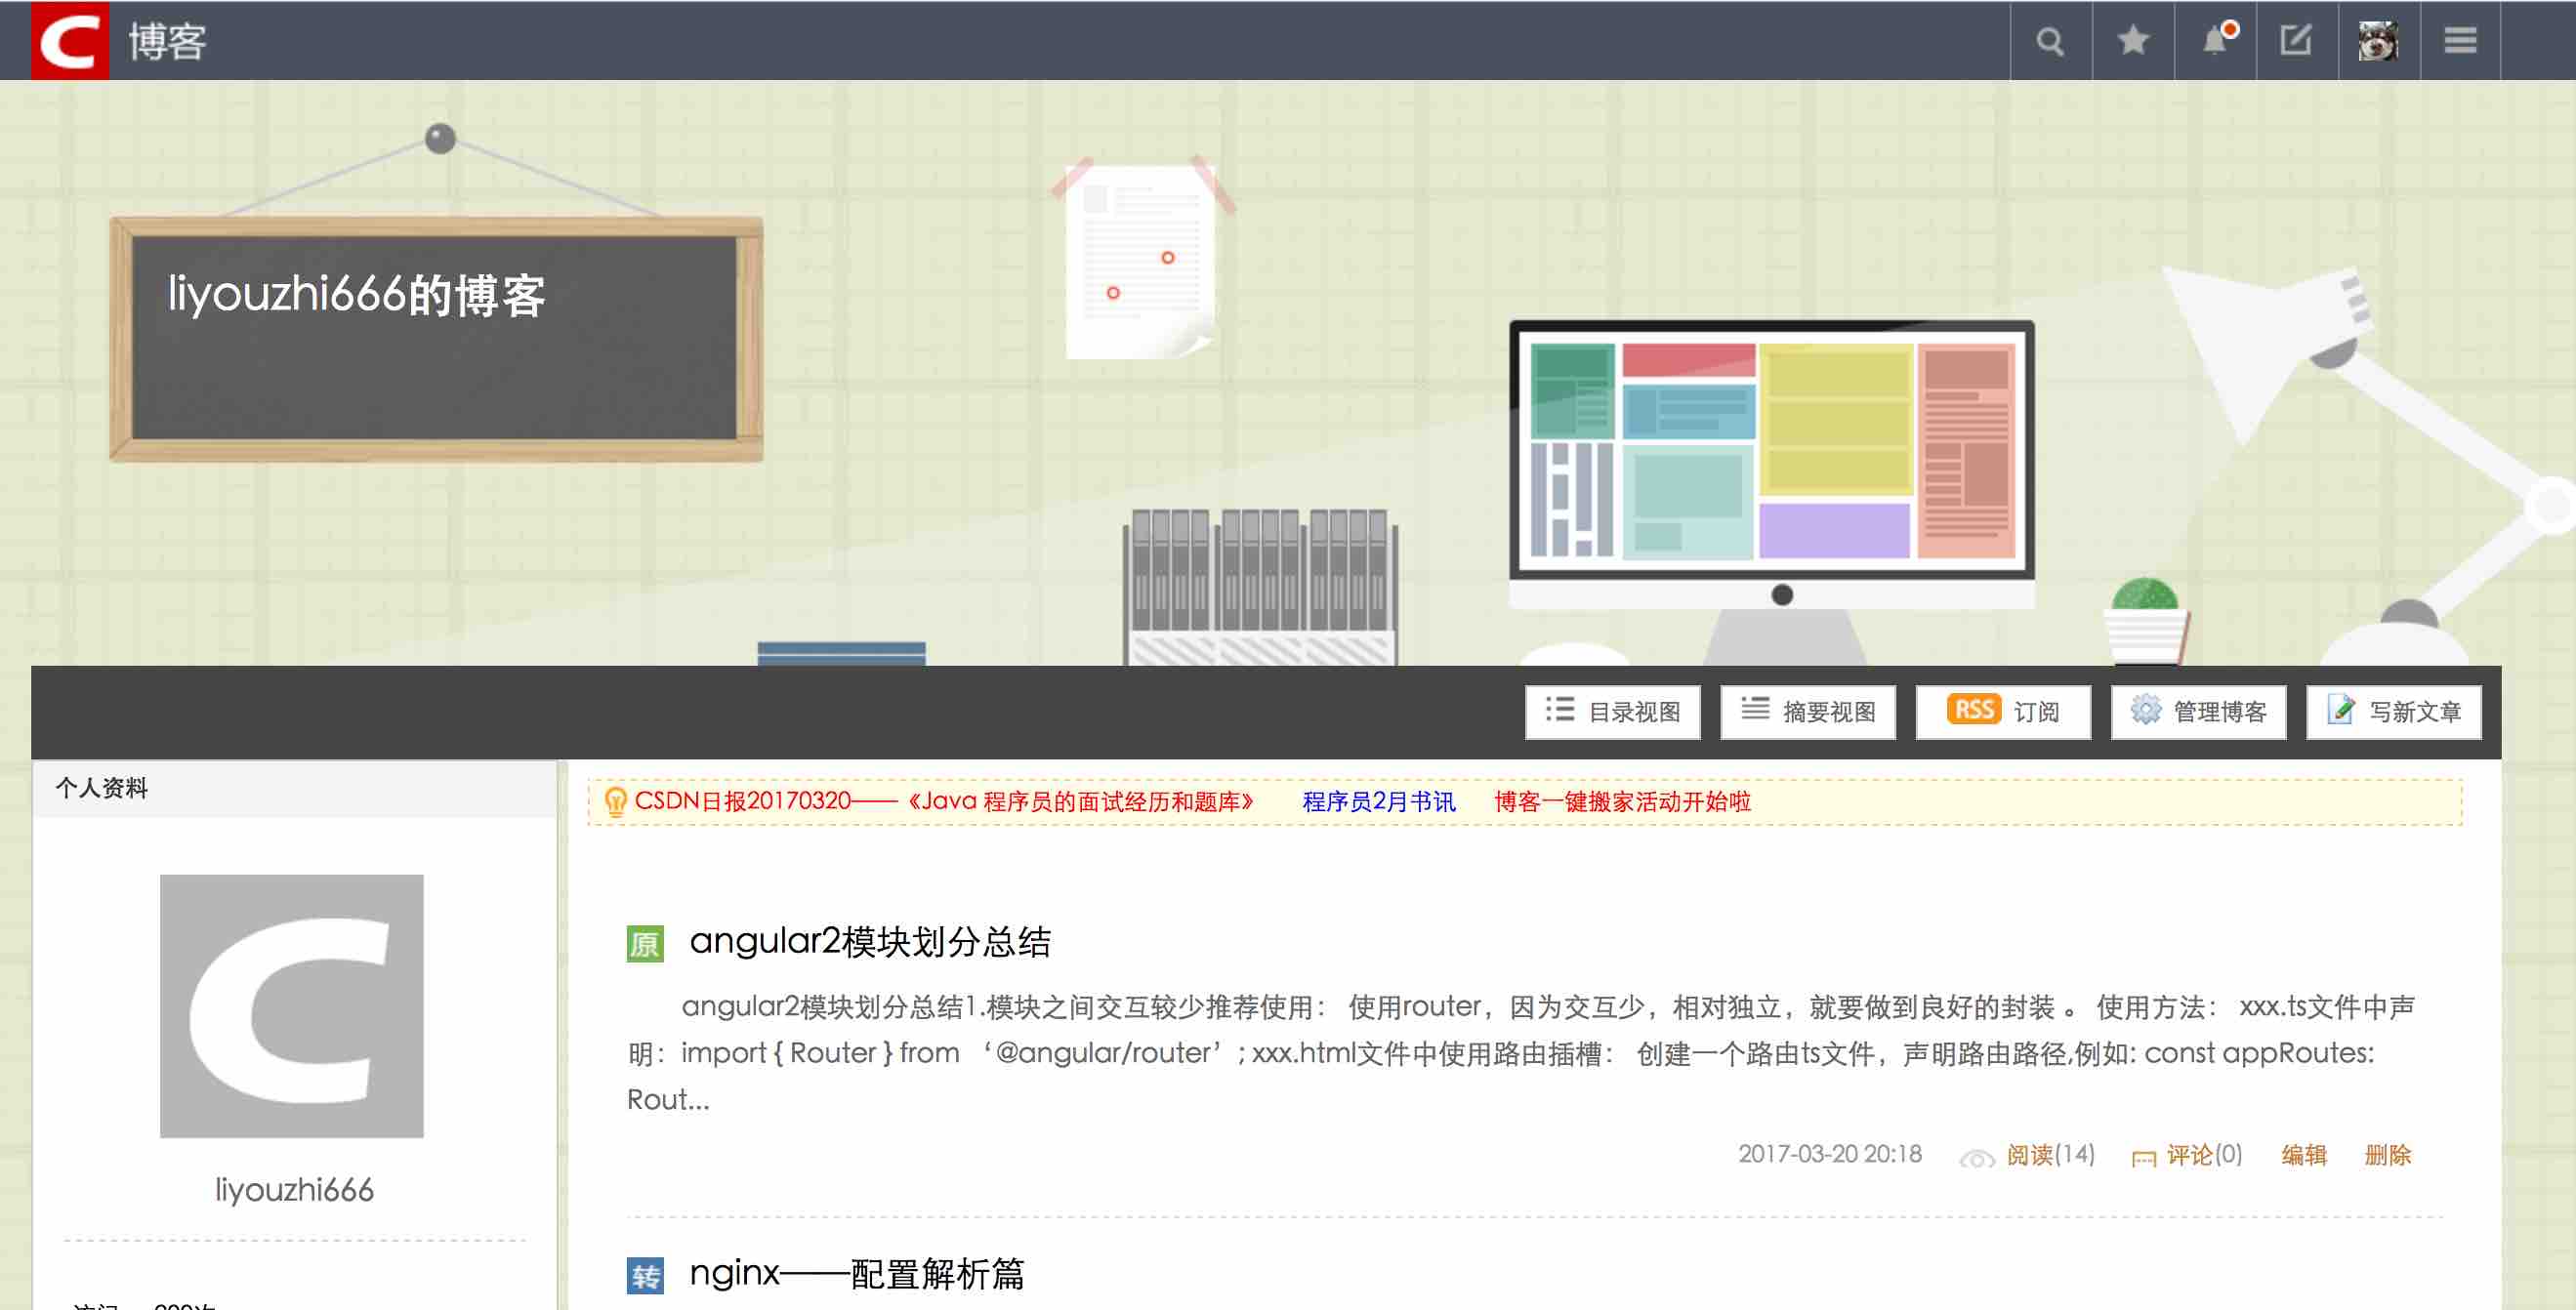 C 博客
liyouzhi666的博客
目录视图 摘要视图 RSS 订阅 管理博客 写新文章
个人资料
CSDN日报20170320——《Java 程序员的面试经历和题库》 程序员2月书讯 博客一键搬家活动开始啦
C
liyouzhi666
原 angular2模块划分总结
angular2模块划分总结1.模块之间交互较少推荐使用： 使用router，因为交互少，相对独立，就要做到良好的封装 。 使用方法： xxx.ts文件中声
明：import { Router } from ‘@angular/router’ ; xxx.html文件中使用路由插槽： 创建一个路由ts文件，声明路由路径,例如: const appRoutes:
Rout...
2017-03-20 20:18 阅读(14) 评论(0) 编辑 删除
转 nginx——配置解析篇